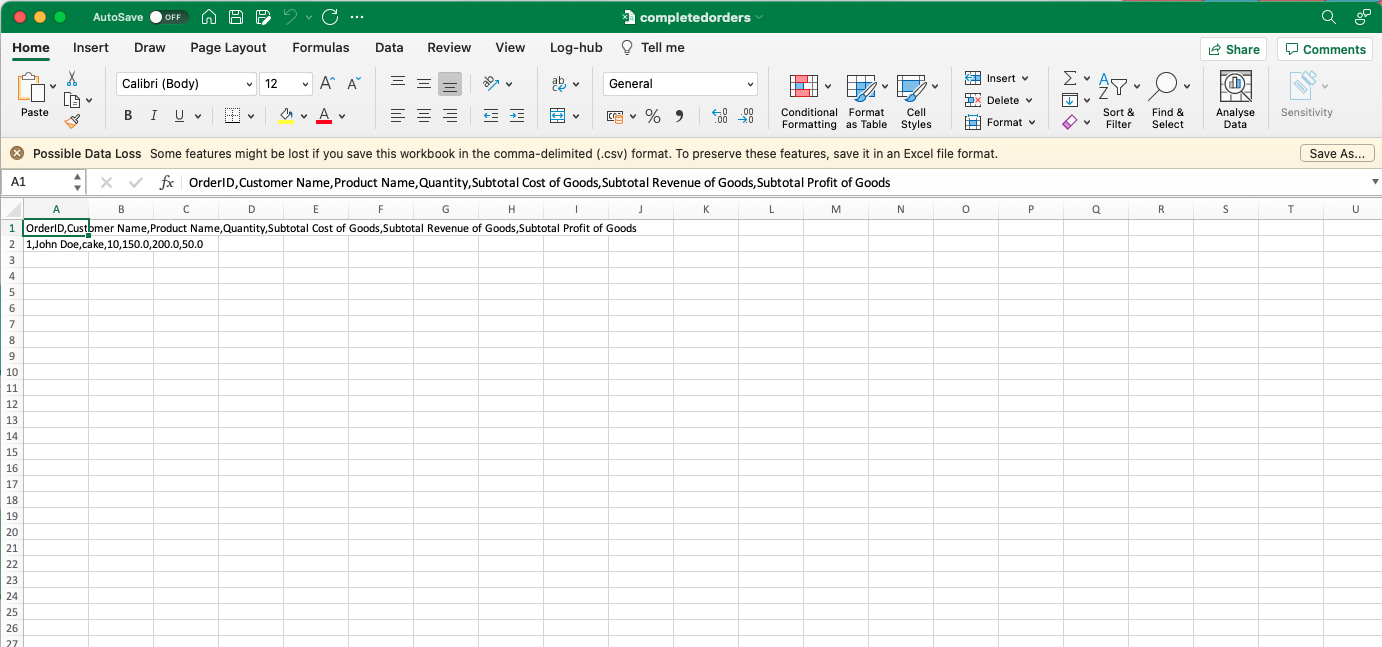 AutoSave OFF completedorders
Home Insert Draw Page Layout Formulas Data Review View Log-hub Tell me Share Comments
Paste Calibri (Body) 12 A A ab General Insert Sort & Filter Find & Select Analyse Data Sensitivity
B I U A % Conditional Formatting Format as Table Cell Styles Delete Format
Possible Data Loss Some features might be lost if you save this workbook in the comma-delimited (.csv) format. To preserve these features, save it in an Excel file format. Save As...
A1 fx OrderID,Customer Name,Product Name,Quantity,Subtotal Cost of Goods,Subtotal Revenue of Goods,Subtotal Profit of Goods
A B C D E F G H I J K L M N O P Q R S T U
1 OrderID,Customer Name,Product Name,Quantity,Subtotal Cost of Goods,Subtotal Revenue of Goods,Subtotal Profit of Goods
2 1,John Doe,cake,10,150.0,200.0,50.0
3
4
5
6
7
8
9
10
11
12
13
14
15
16
17
18
19
20
21
22
23
24
25
26
27